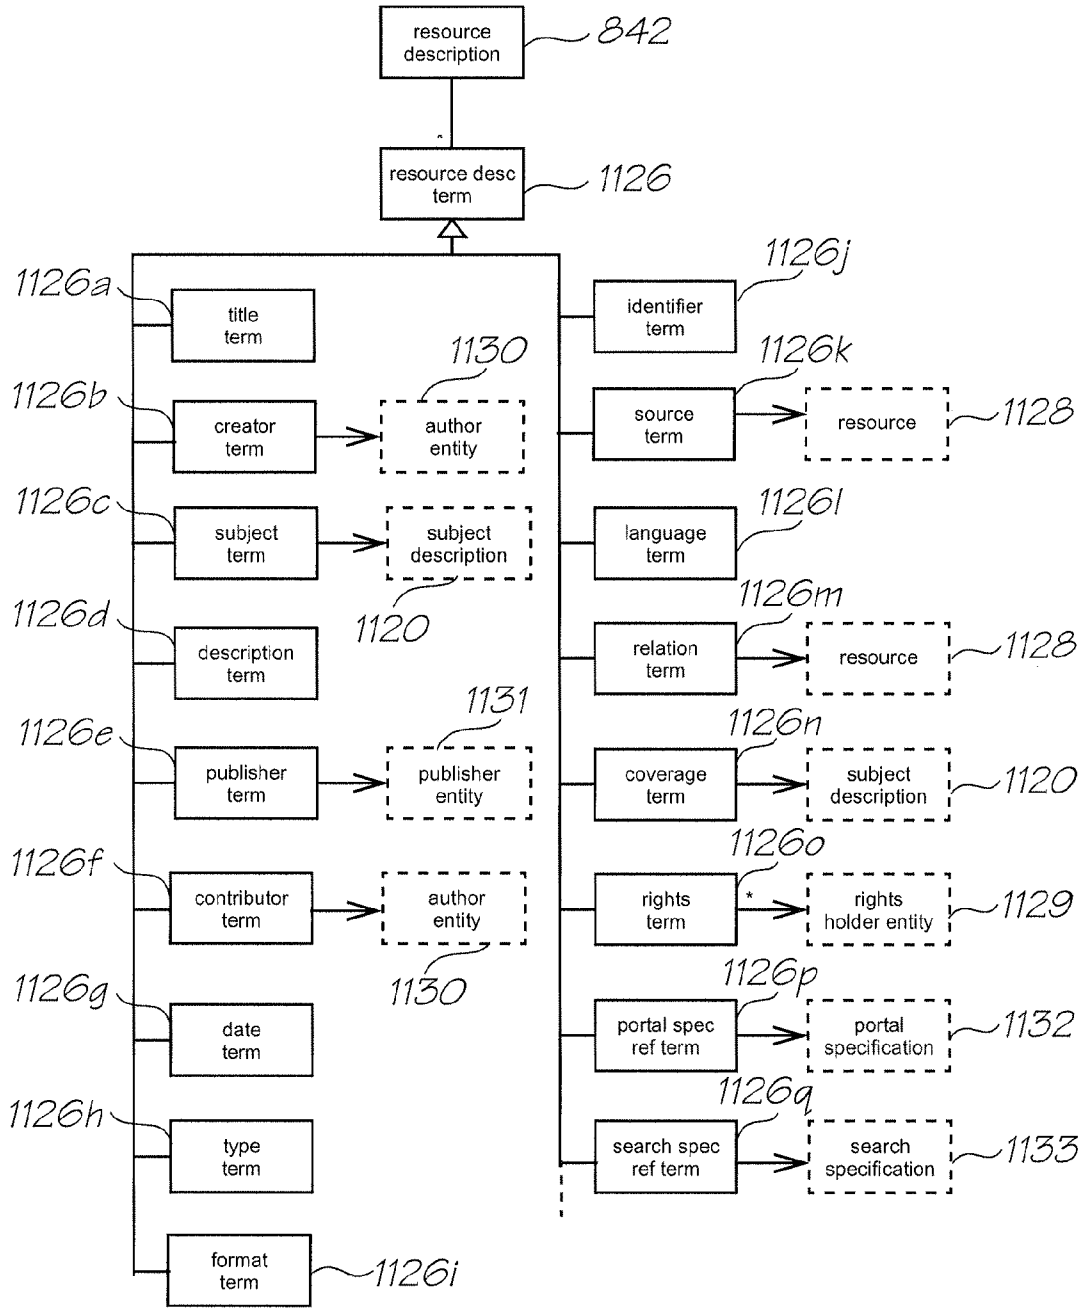 resource
description
842
*
resource desc
term
1126
1126a
title
term
1126b
creator
term
1130
author
entity
1126c
subject
term
subject
description
1120
1126d
description
term
1126e
publisher
term
1131
publisher
entity
1126f
contributor
term
author
entity
1130
1126g
date
term
1126h
type
term
format
term
1126i
1126j
identifier
term
1126k
source
term
resource
1128
1126l
language
term
1126m
relation
term
resource
1128
1126n
coverage
term
subject
description
1120
1126o
rights
term
*
rights
holder entity
1129
1126p
portal spec
ref term
portal
specification
1132
1126q
search spec
ref term
search
specification
1133